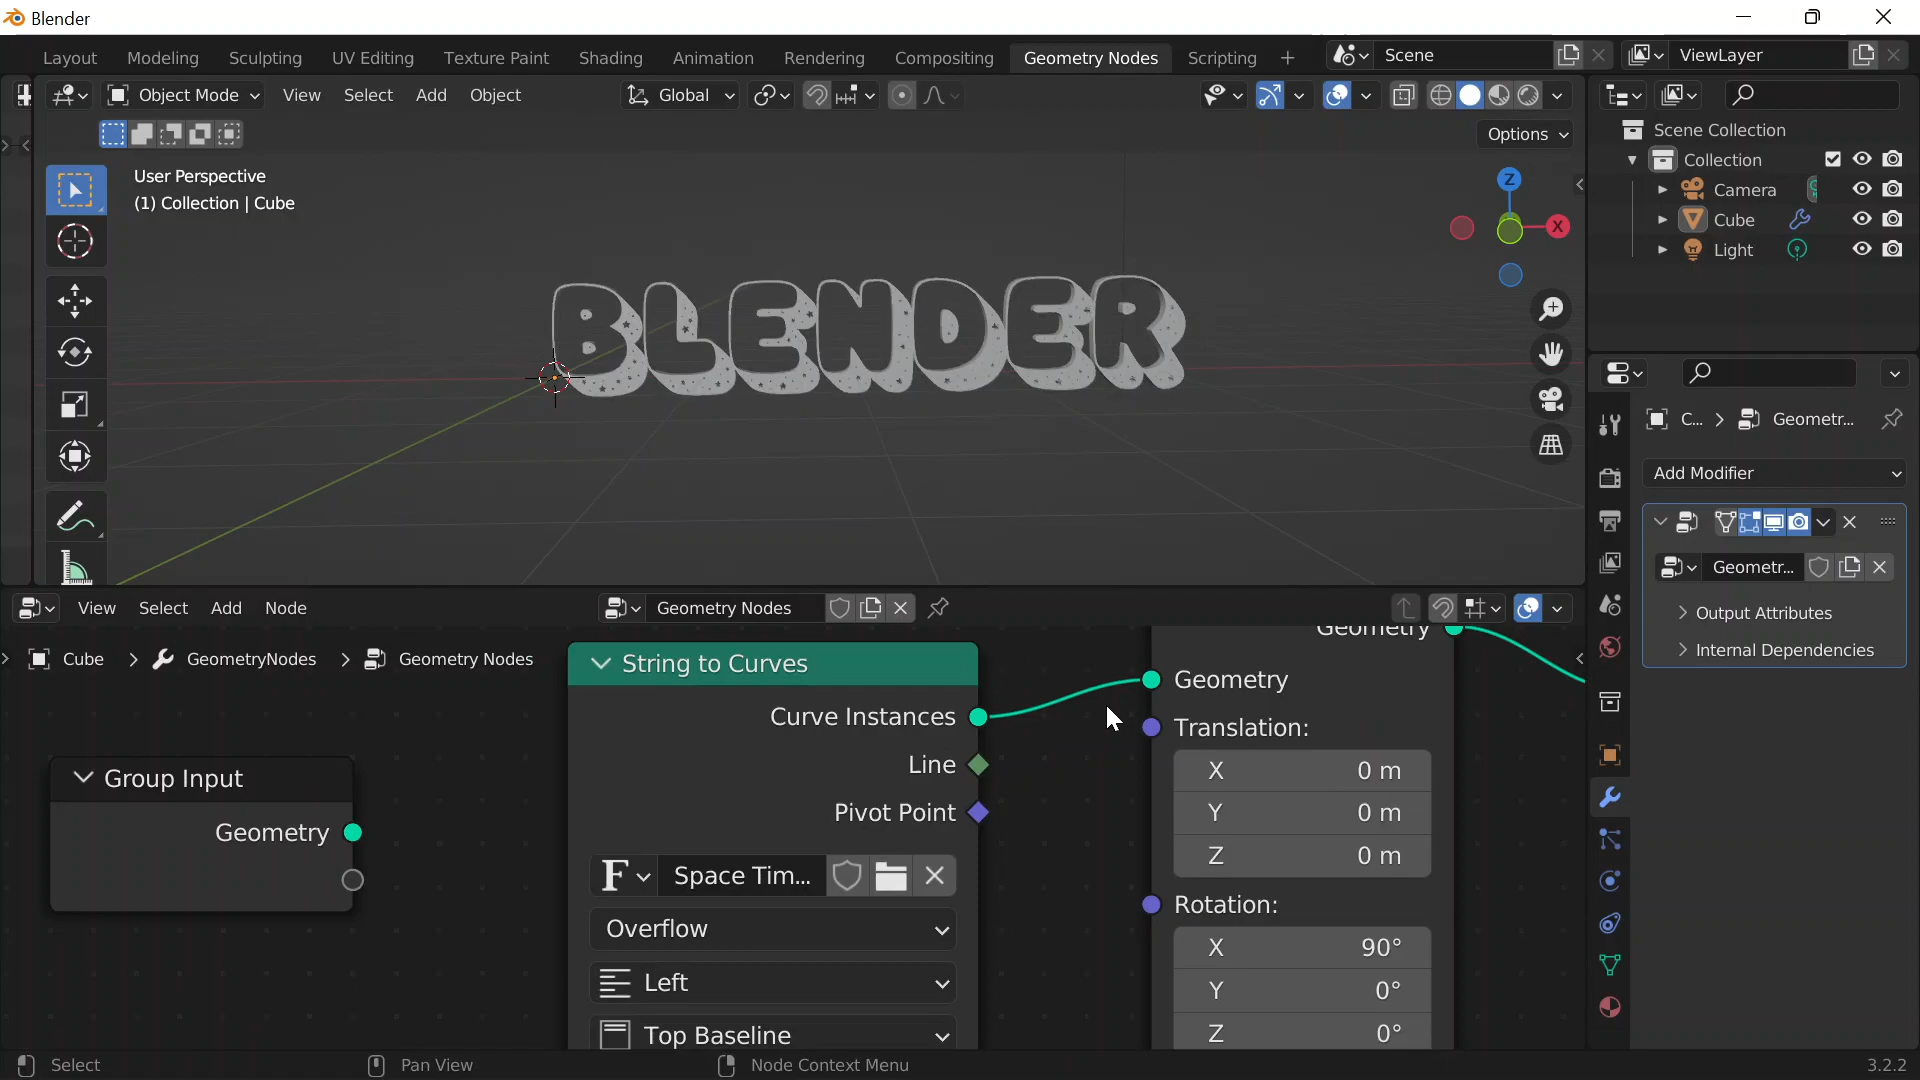 Blender
Layout Modeling Sculpting UV Editing Texture Paint Shading Animation Rendering Compositing Geometry Nodes Scripting + Scene ViewLayer
Object Mode View Select Add Object Global
Options
User Perspective
(1) Collection | Cube
Z
X
BLENDER
Scene Collection
Collection
Camera
Cube
Light
C... > Geometr...
Add Modifier
Geometr...
Output Attributes
Internal Dependencies
View Select Add Node Geometry Nodes
Cube > GeometryNodes > Geometry Nodes
Group Input
Geometry
String to Curves
Curve Instances
Line
Pivot Point
F Space Tim...
Overflow
Left
Top Baseline
Geometry
Geometry
Translation:
X 0 m
Y 0 m
Z 0 m
Rotation:
X 90°
Y 0°
Z 0°
Select Pan View Node Context Menu 3.2.2